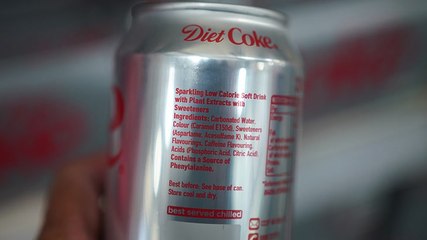 Diet Coke
Sparkling Low Calorie Soft Drink
with Plant Extracts with
Sweeteners
Ingredients: Carbonated Water,
Colour (Caramel E150d), Sweeteners
(Aspartame, Acesulfame K), Natural
Flavourings, Caffeine Flavouring,
Acids (Phosphoric Acid, Citric Acid).
Contains a Source of
Phenylalanine.
Best before: See base of can.
Store cool and dry.
best served chilled